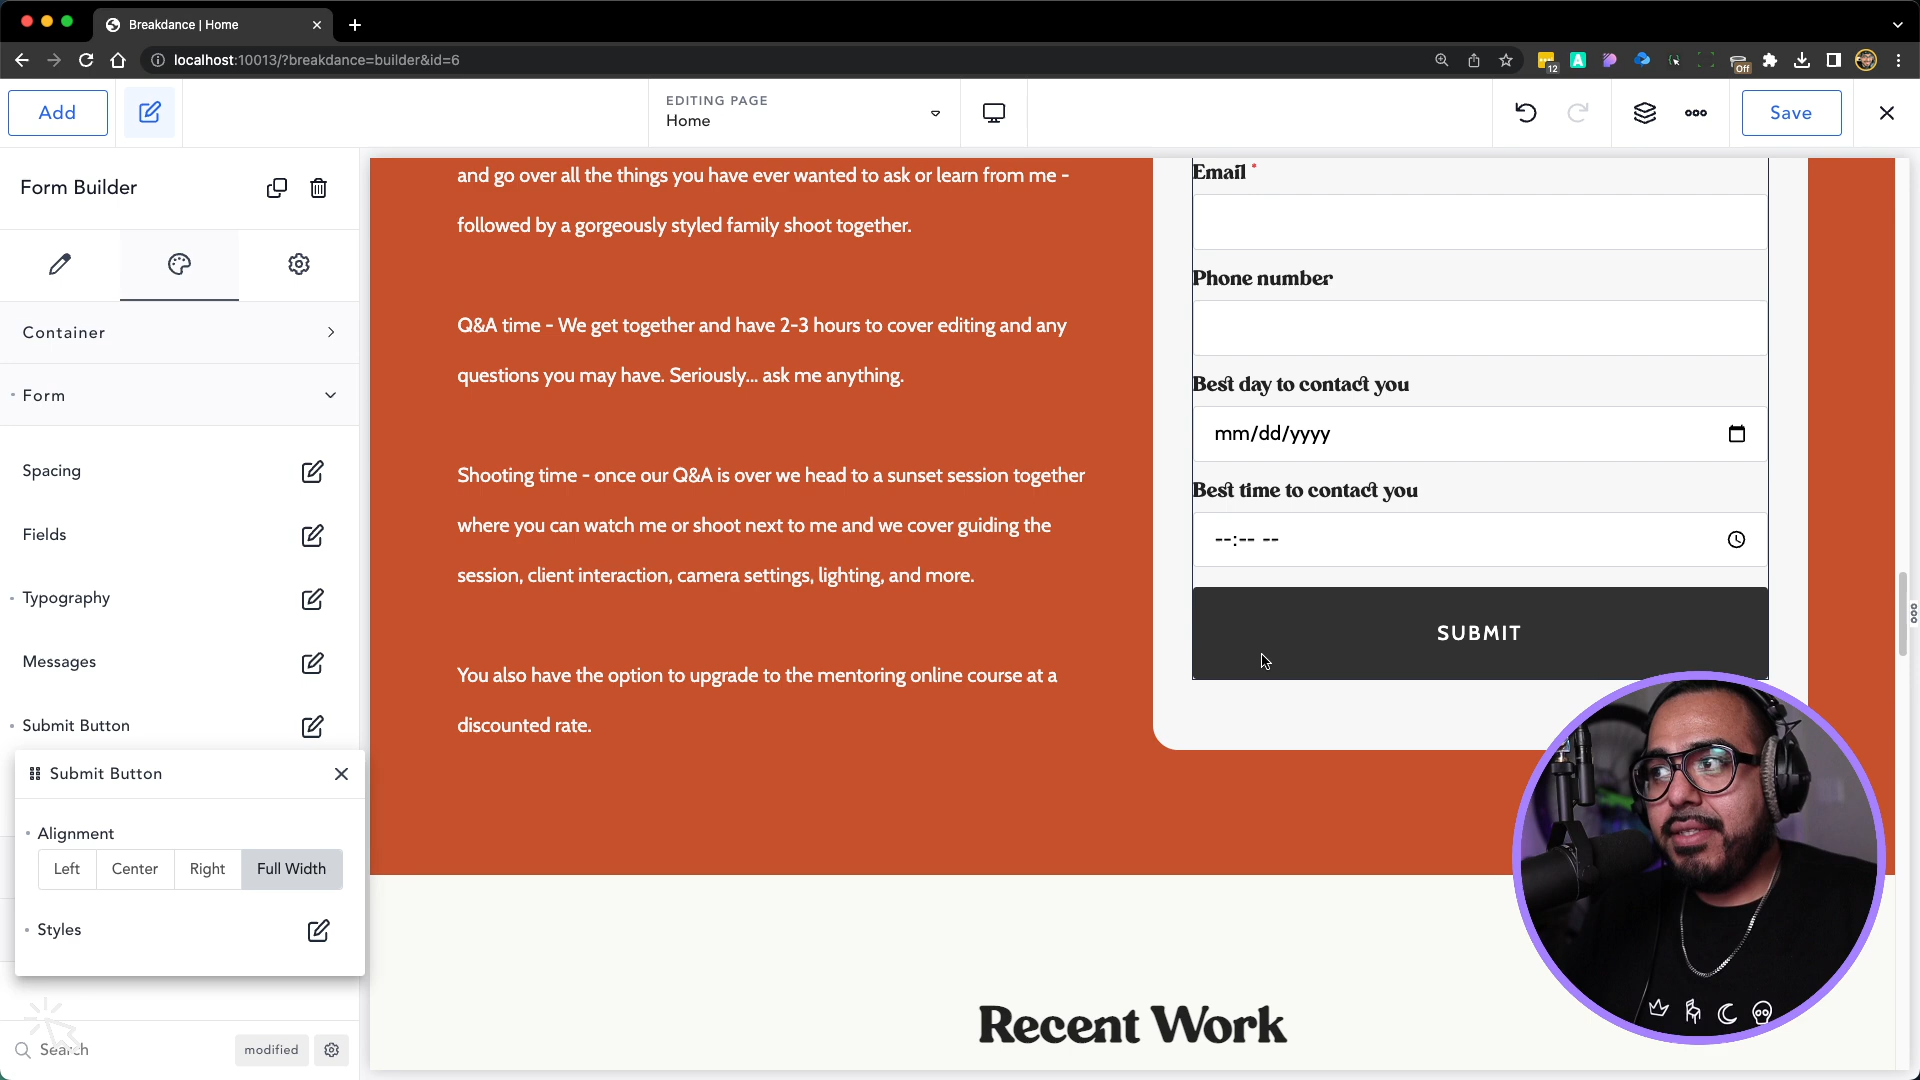 Breakdance | Home
localhost:10013/?breakdance=builder&id=6
12
A
Off
Add
EDITING PAGE
Home
Save
Form Builder
Container
Form
Spacing
Fields
Typography
Messages
Submit Button
Submit Button
Alignment
Left
Center
Right
Full Width
Styles
Search
modified
and go over all the things you have ever wanted to ask or learn from me -
followed by a gorgeously styled family shoot together.
Q&A time - We get together and have 2-3 hours to cover editing and any
questions you may have. Seriously... ask me anything.
Shooting time - once our Q&A is over we head to a sunset session together
where you can watch me or shoot next to me and we cover guiding the
session, client interaction, camera settings, lighting, and more.
You also have the option to upgrade to the mentoring online course at a
discounted rate.
Email *
Phone number
Best day to contact you
mm/dd/yyyy
Best time to contact you
--:-- --
SUBMIT
Recent Work